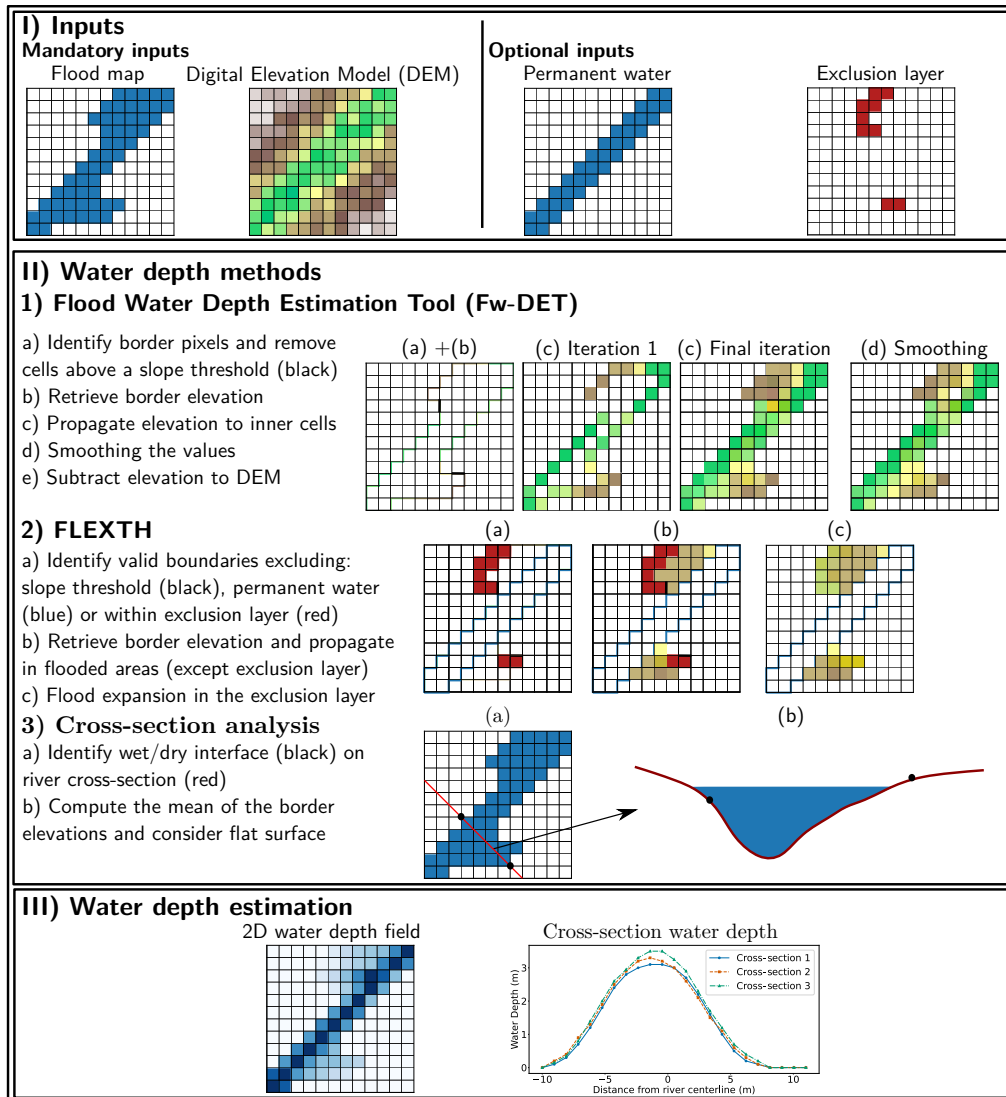 I) Inputs
Mandatory inputs
Optional inputs
Flood map
Digital Elevation Model (DEM)
Permanent water
Exclusion layer
II) Water depth methods
1) Flood Water Depth Estimation Tool (Fw-DET)
a) Identify border pixels and remove
cells above a slope threshold (black)
b) Retrieve border elevation
c) Propagate elevation to inner cells
d) Smoothing the values
e) Subtract elevation to DEM
(a) +(b)
(c) Iteration 1
(c) Final iteration
(d) Smoothing
2) FLEXTH
a) Identify valid boundaries excluding:
slope threshold (black), permanent water
(blue) or within exclusion layer (red)
b) Retrieve border elevation and propagate
in flooded areas (except exclusion layer)
c) Flood expansion in the exclusion layer
(a)
(b)
(c)
3) Cross-section analysis
a) Identify wet/dry interface (black) on
river cross-section (red)
b) Compute the mean of the border
elevations and consider flat surface
(a)
(b)
III) Water depth estimation
2D water depth field
Cross-section water depth
Water Depth (m)
3
2
1
0
Cross-section 1
Cross-section 2
Cross-section 3
−10
−5
0
5
10
Distance from river centerline (m)